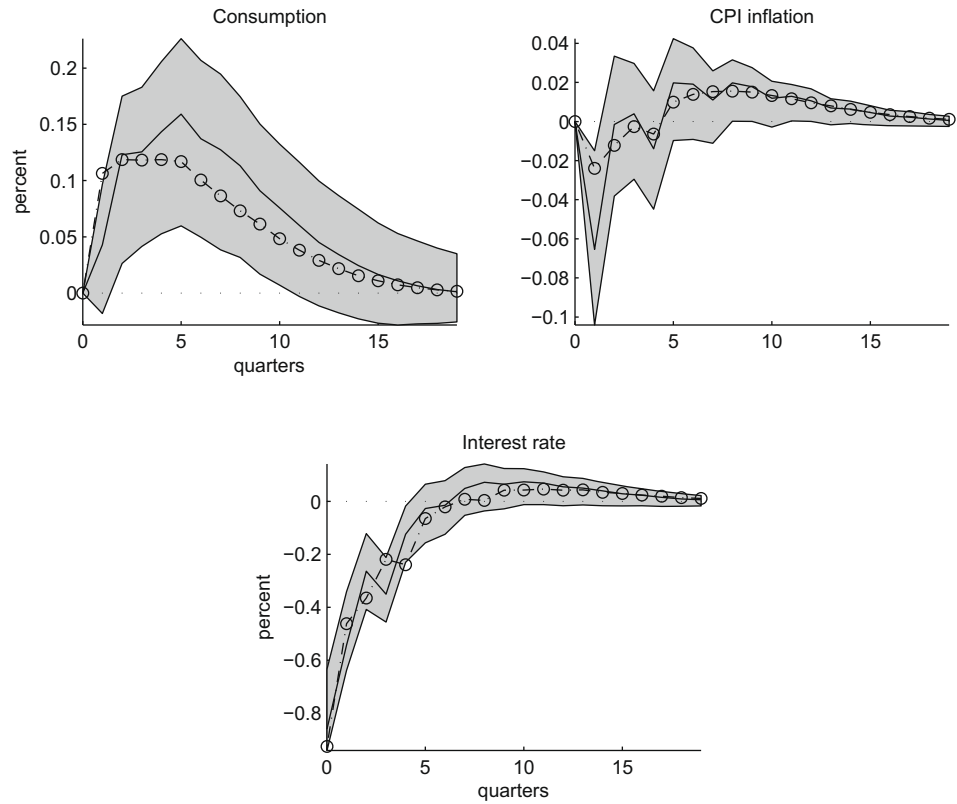 Consumption
percent
0.2
0.15
0.1
0.05
0
0 5 10 15
quarters
CPI inflation
0.04
0.02
0
−0.02
−0.04
−0.06
−0.08
−0.1
0 5 10 15
Interest rate
percent
0
−0.2
−0.4
−0.6
−0.8
0 5 10 15
quarters